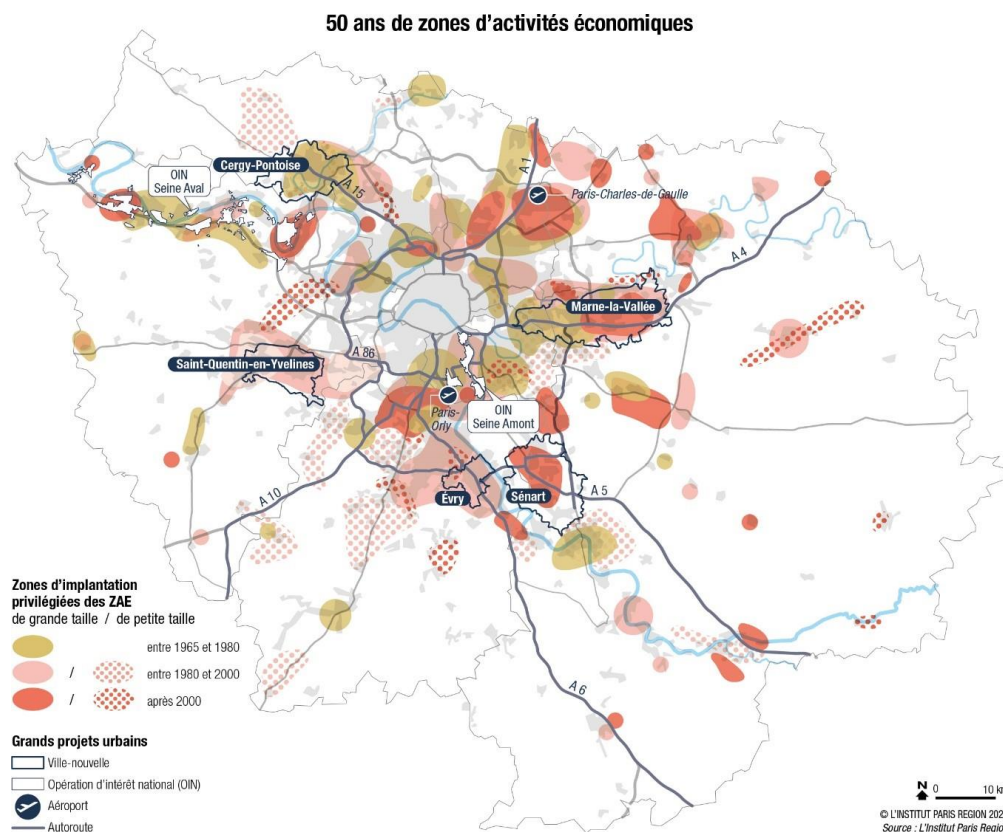 50 ans de zones d'activités économiques
Cergy-Pontoise
OIN
Seine Aval
A 15
A 1
Paris-Charles-de-Gaulle
A 4
Marne-la-Vallée
A 86
Saint-Quentin-en-Yvelines
Paris-
Orly
OIN
Seine Amont
A 10
Évry
Sénart
A 5
A 6
Zones d'implantation
privilégiées des ZAE
de grande taille / de petite taille
entre 1965 et 1980
/ entre 1980 et 2000
/ après 2000
Grands projets urbains
Ville-nouvelle
Opération d'intérêt national (OIN)
Aéroport
Autoroute
N 0 10
© L'INSTITUT PARIS REGION
Source : L'Institut Paris